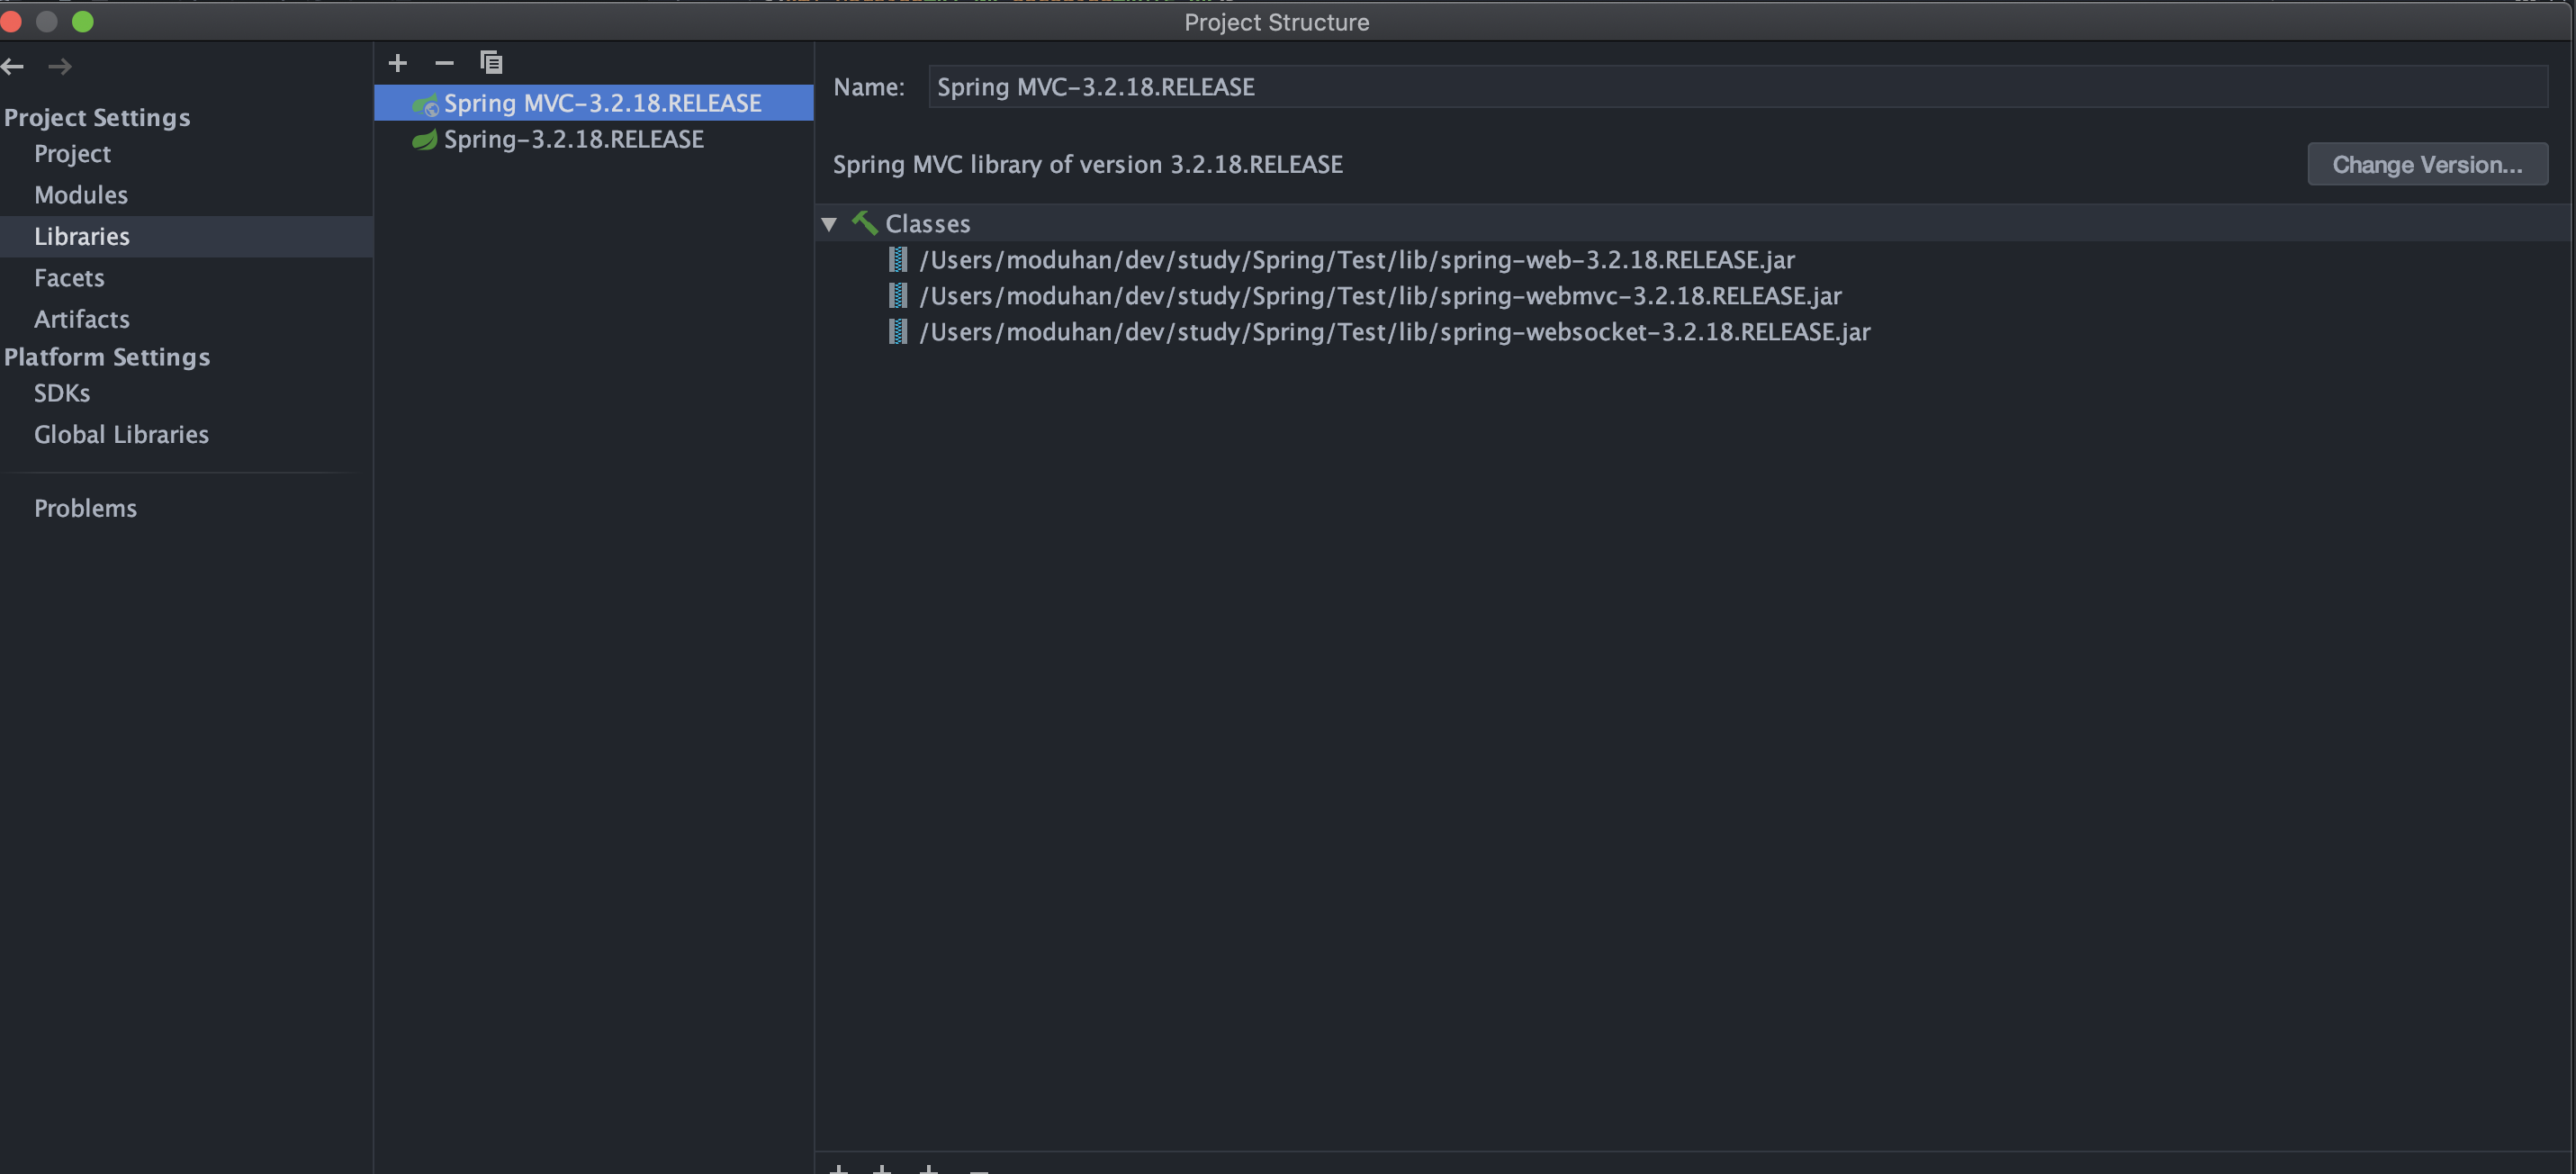 Project Structure
Project Settings
Project
Modules
Libraries
Facets
Artifacts
Platform Settings
SDKs
Global Libraries
Problems
Spring MVC-3.2.18.RELEASE
Spring-3.2.18.RELEASE
Name: Spring MVC-3.2.18.RELEASE
Spring MVC library of version 3.2.18.RELEASE
Change Version...
Classes
/Users/moduhan/dev/study/Spring/Test/lib/spring-web-3.2.18.RELEASE.jar
/Users/moduhan/dev/study/Spring/Test/lib/spring-webmvc-3.2.18.RELEASE.jar
/Users/moduhan/dev/study/Spring/Test/lib/spring-websocket-3.2.18.RELEASE.jar